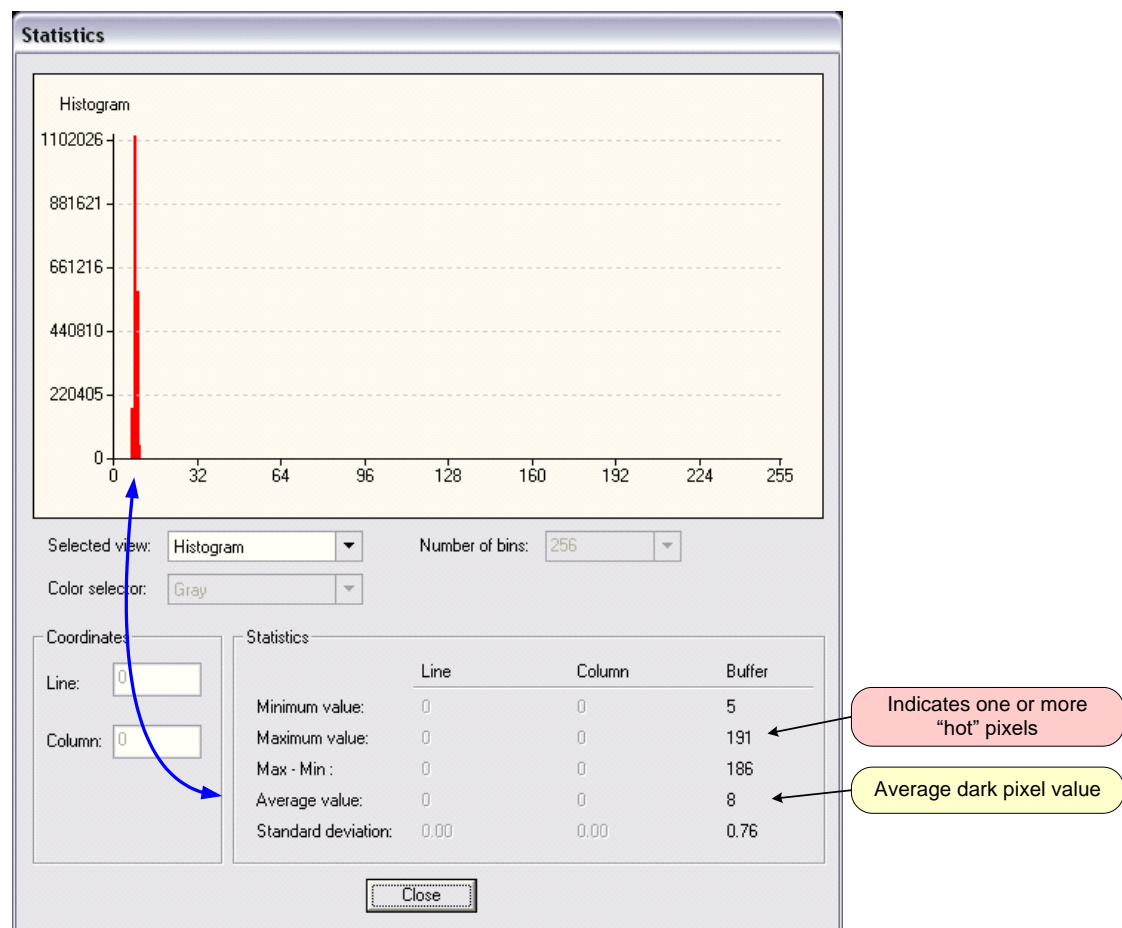 Statistics
Histogram
1102026
881621
661216
440810
220405
0
0 32 64 96 128 160 192 224 255
Selected view: Histogram Number of bins: 256
Color selector: Gray
Coordinates
Line: 0
Column: 0
Statistics
Line Column Buffer
Minimum value: 0 0 5
Maximum value: 0 0 191
Max - Min : 0 0 186
Average value: 0 0 8
Standard deviation: 0.00 0.00 0.76
Indicates one or more
“hot” pixels
Average dark pixel value
Close